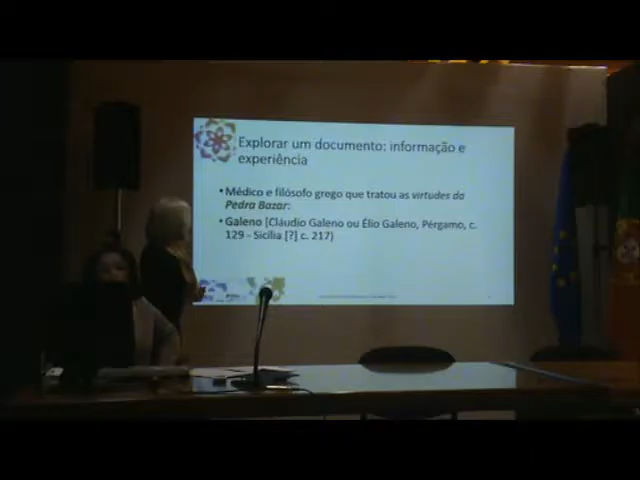 Explorar um documento: informação e
experiência
• Médico e filósofo grego que tratou as virtudes da
Pedra Bazar:
• Galeno [Cláudio Galeno ou Élio Galeno, Pérgamo, c.
129 - Sicília [?] c. 217)